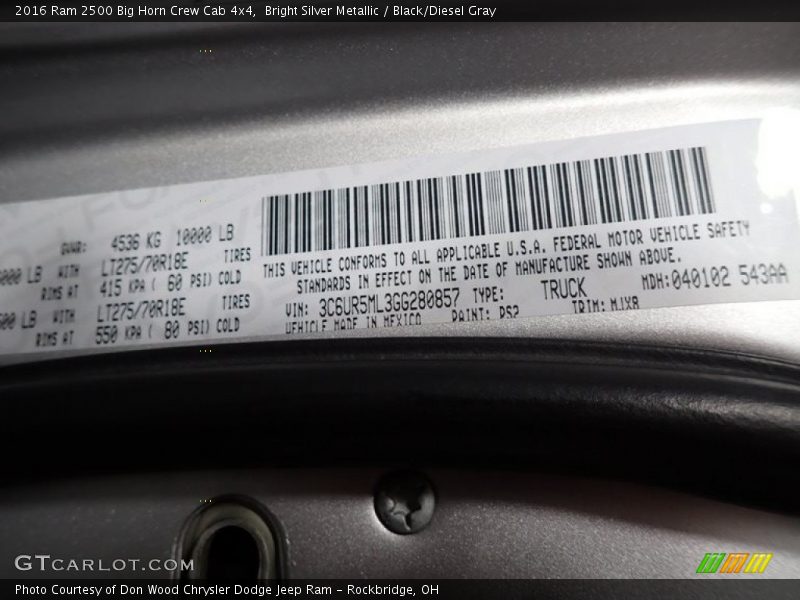 2016 Ram 2500 Big Horn Crew Cab 4x4,  Bright Silver Metallic / Black/Diesel Gray
GVWR: 4536 KG 10000 LB
000 LB WITH LT275/70R18E TIRES
RIMS AT 415 KPA ( 60 PSI) COLD
00 LB WITH LT275/70R18E TIRES
RIMS AT 550 KPA ( 80 PSI) COLD
THIS VEHICLE CONFORMS TO ALL APPLICABLE U.S.A. FEDERAL MOTOR VEHICLE SAFETY
STANDARDS IN EFFECT ON THE DATE OF MANUFACTURE SHOWN ABOVE.
VIN: 3C6UR5ML3GG280857 TYPE: TRUCK MDH:040102 543AA
VEHICLE MADE IN MEXICO PAINT: PS2 TRIM: M1X8
GTCARLOT.COM
Photo Courtesy of Don Wood Chrysler Dodge Jeep Ram – Rockbridge, OH